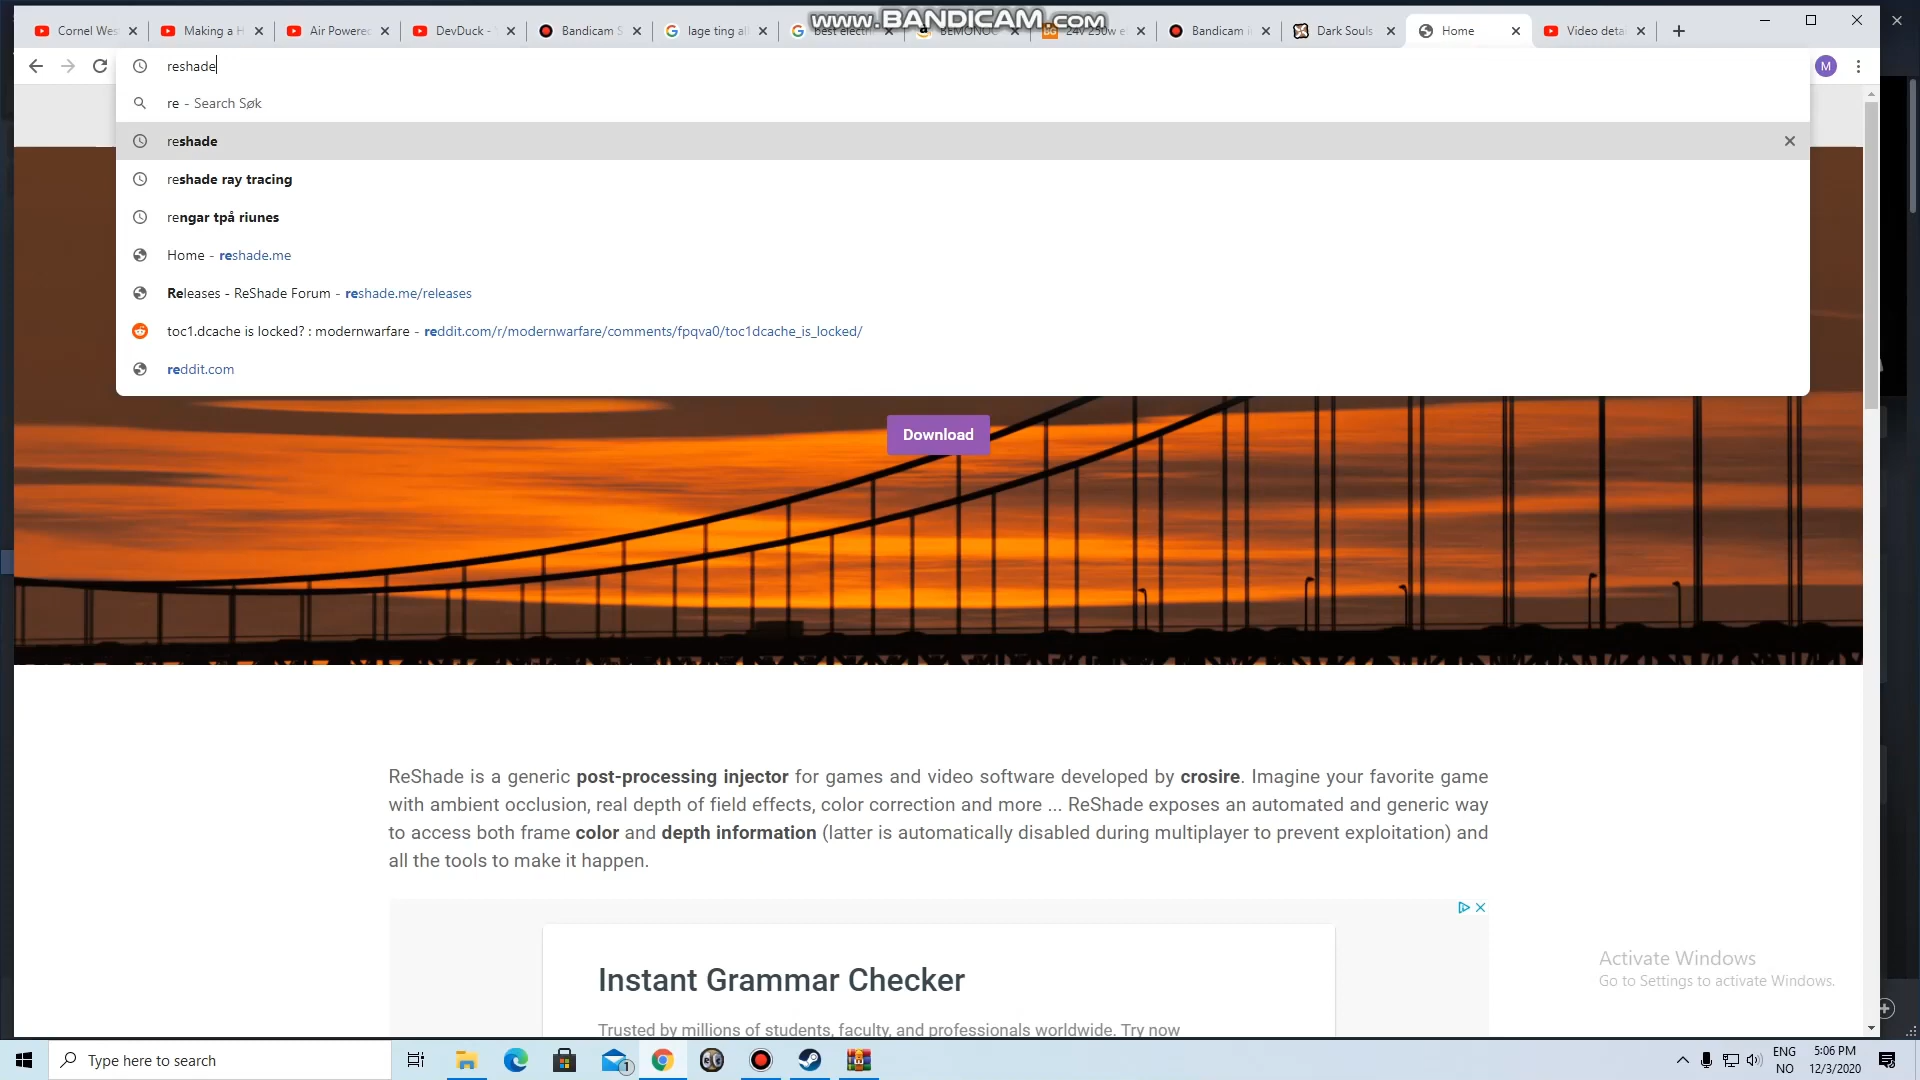 www.BANDICAM.com
Cornel Wes
Making a H
Air Powere
DevDuck -
Bandicam S
lage ting al
best elect
BEMONOC
24v 250w e
Bandicam i
Dark Souls
Home
Video deta
reshade
M
re - Search Søk
reshade
reshade ray tracing
rengar tpå riunes
Home - reshade.me
Releases - ReShade Forum - reshade.me/releases
toc1.dcache is locked? : modernwarfare - reddit.com/r/modernwarfare/comments/fpqva0/toc1dcache_is_locked/
reddit.com
Download
ReShade is a generic post-processing injector for games and video software developed by crosire. Imagine your favorite game
with ambient occlusion, real depth of field effects, color correction and more ... ReShade exposes an automated and generic way
to access both frame color and depth information (latter is automatically disabled during multiplayer to prevent exploitation) and
all the tools to make it happen.
Instant Grammar Checker
Trusted by millions of students, faculty, and professionals worldwide. Try now
Activate Windows
Go to Settings to activate Windows.
Type here to search
1
ENG
NO
5:06 PM
12/3/2020